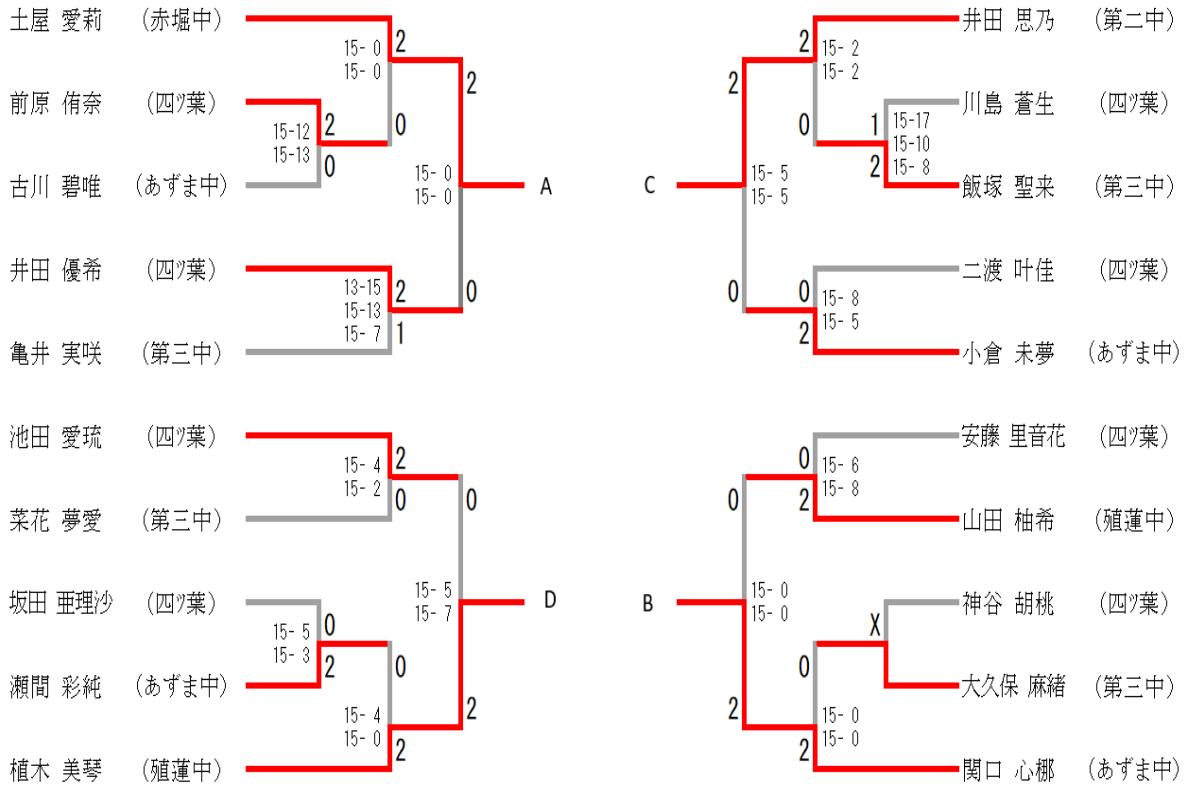 土屋 愛莉 (赤堀中)
15- 0 2
15- 0
2
前原 侑奈 (四ツ葉)
15-12 2 0
15-13 0
古川 碧唯 (あずま中)
15- 0
15- 0
A
井田 優希 (四ツ葉)
13-15 2 0
15-13
15- 7 1
亀井 実咲 (第三中)
池田 愛琉 (四ツ葉)
15- 4 2
15- 2 0 0
菜花 夢愛 (第三中)
坂田 亜理沙 (四ツ葉)
15- 5 0
15- 3 2 0
15- 5
15- 7
D
瀬間 彩純 (あずま中)
15- 4 2
15- 0 2
植木 美琴 (殖蓮中)
井田 思乃 (第二中)
2 15- 2
15- 2
2
川島 蒼生 (四ツ葉)
0 1 15-17
15-10
2 15- 8
飯塚 聖来 (第三中)
C
15- 5
15- 5
二渡 叶佳 (四ツ葉)
0 0 15- 8
2 15- 5
小倉 未夢 (あずま中)
安藤 里音花 (四ツ葉)
0 15- 6
0 2 15- 8
山田 柚希 (殖蓮中)
B
15- 0
15- 0
神谷 胡桃 (四ツ葉)
X
0
大久保 麻緒 (第三中)
2 15- 0
2 15- 0
関口 心梛 (あずま中)